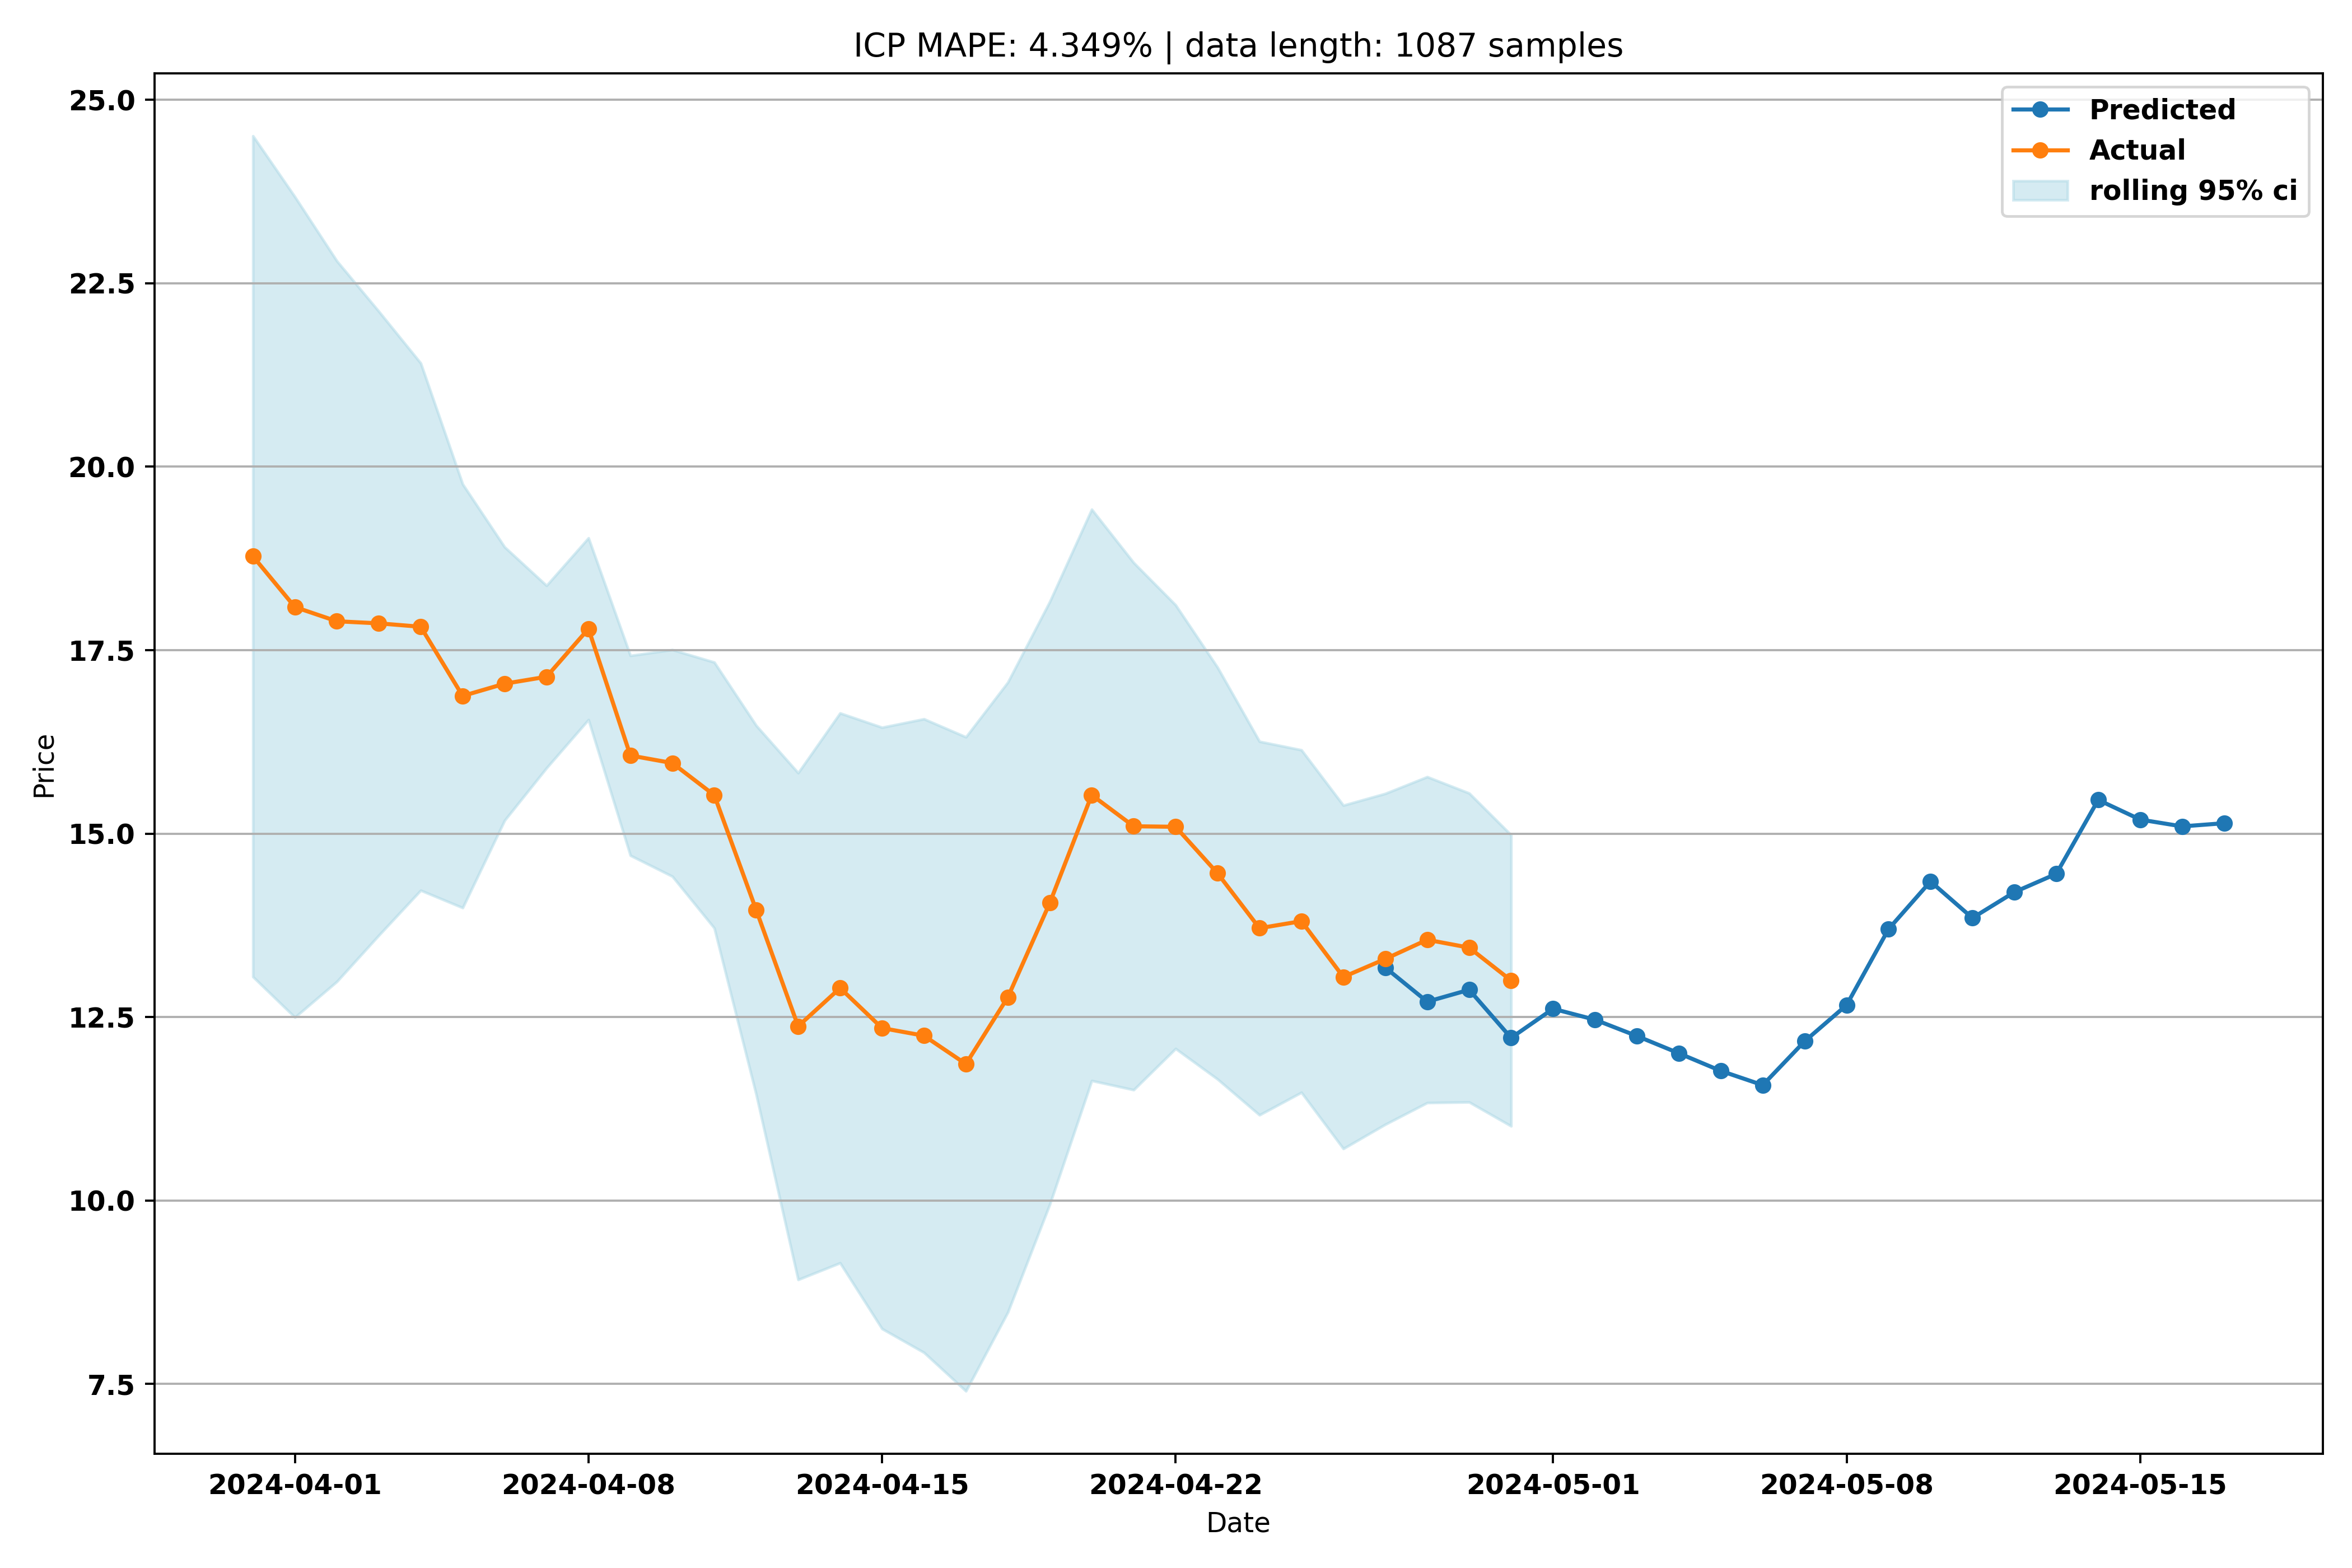 ICP MAPE: 4.349% | data length: 1087 samples
25.0
22.5
20.0
17.5
15.0
12.5
10.0
7.5
Price
Predicted
Actual
rolling 95% ci
2024-04-01 2024-04-08 2024-04-15 2024-04-22 2024-05-01 2024-05-08 2024-05-15
Date